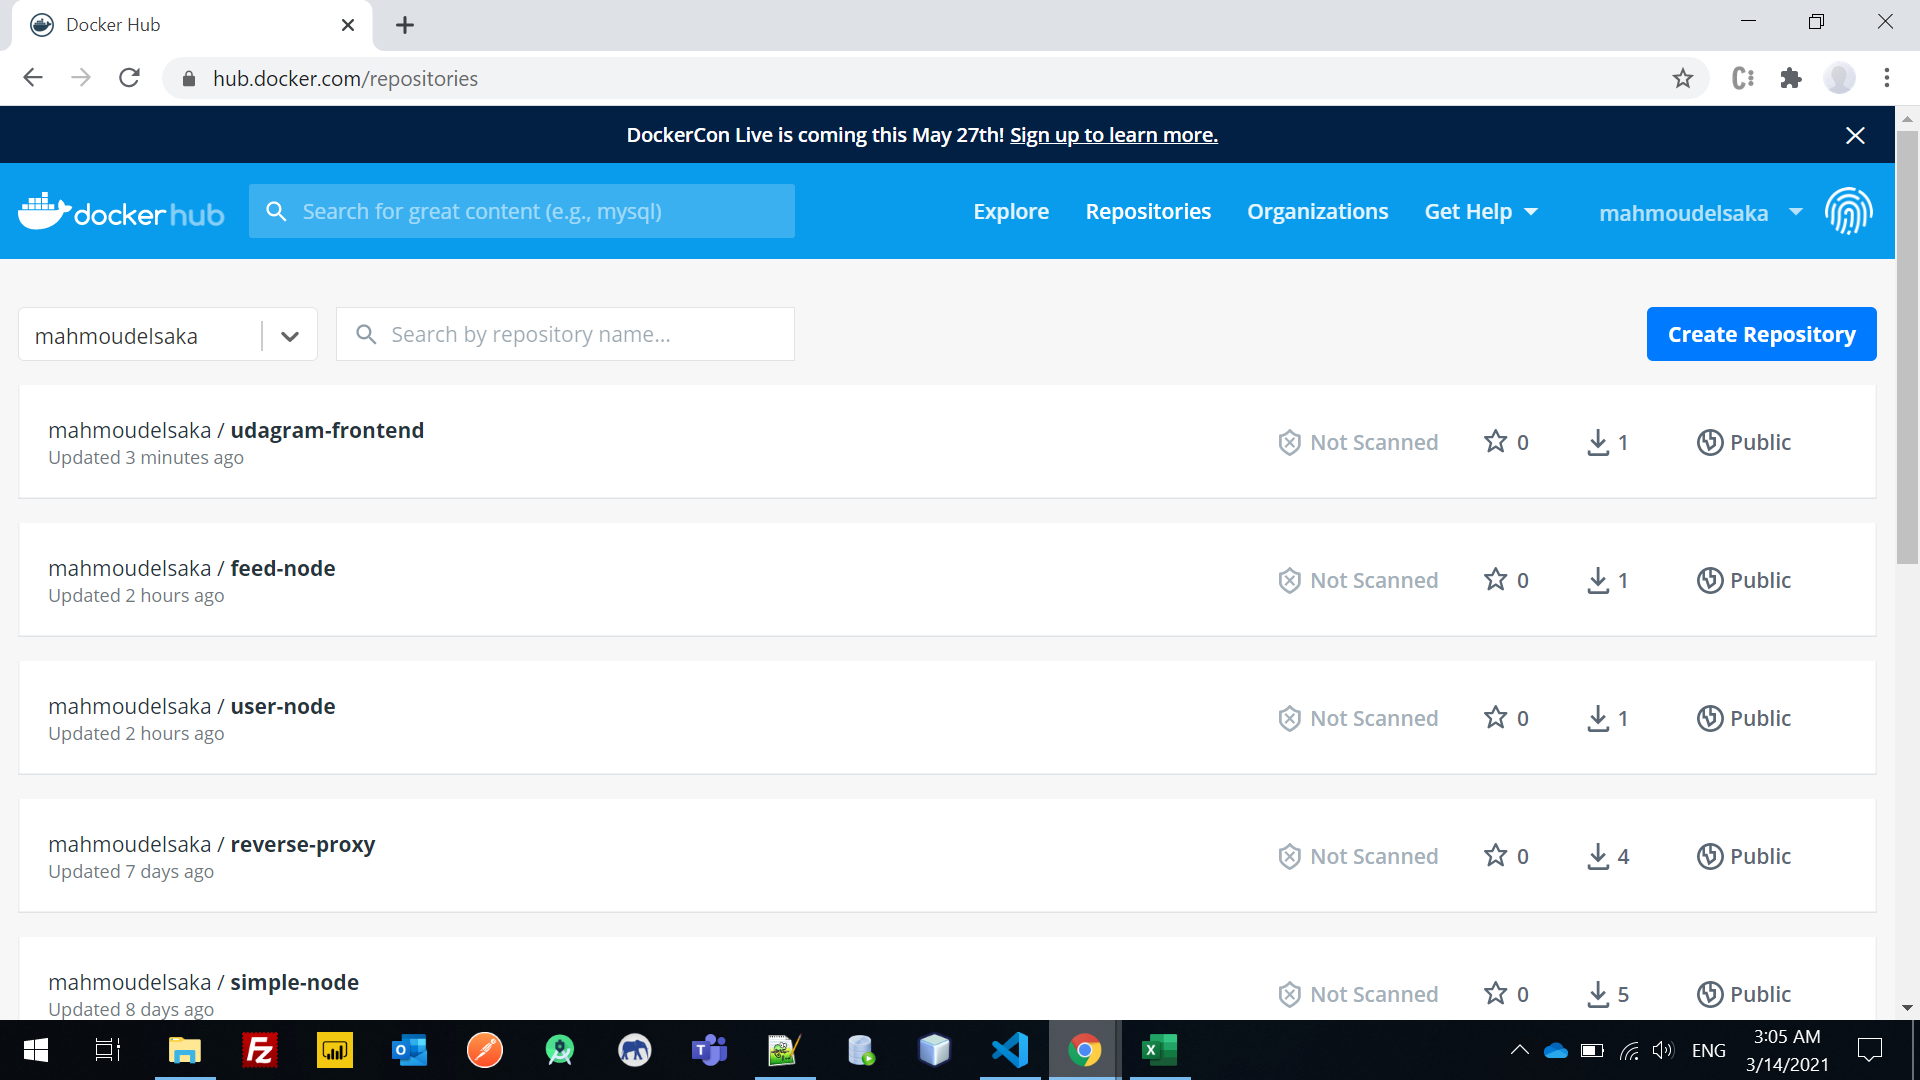 Docker Hub
hub.docker.com/repositories
DockerCon Live is coming this May 27th! Sign up to learn more.
docker hub
Search for great content (e.g., mysql)
Explore Repositories Organizations Get Help mahmoudelsaka
mahmoudelsaka Search by repository name... Create Repository
mahmoudelsaka / udagram-frontend
Updated 3 minutes ago
Not Scanned 0 1 Public
mahmoudelsaka / feed-node
Updated 2 hours ago
Not Scanned 0 1 Public
mahmoudelsaka / user-node
Updated 2 hours ago
Not Scanned 0 1 Public
mahmoudelsaka / reverse-proxy
Updated 7 days ago
Not Scanned 0 4 Public
mahmoudelsaka / simple-node
Updated 8 days ago
Not Scanned 0 5 Public
ENG
3:05 AM
3/14/2021